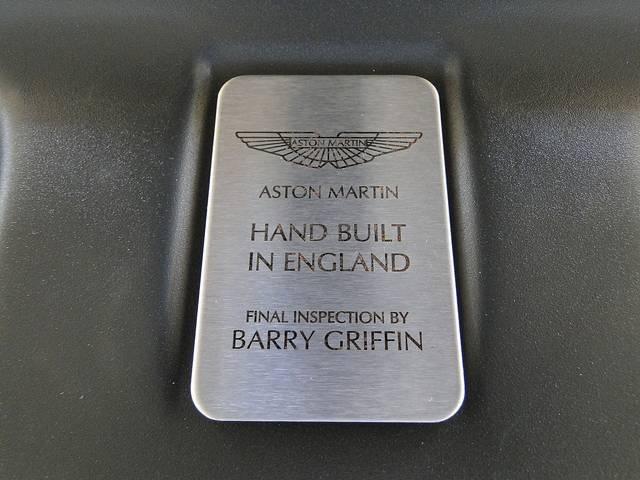 ASTON MARTIN
ASTON MARTIN
HAND BUILT
IN ENGLAND
FINAL INSPECTION BY
BARRY GRIFFIN